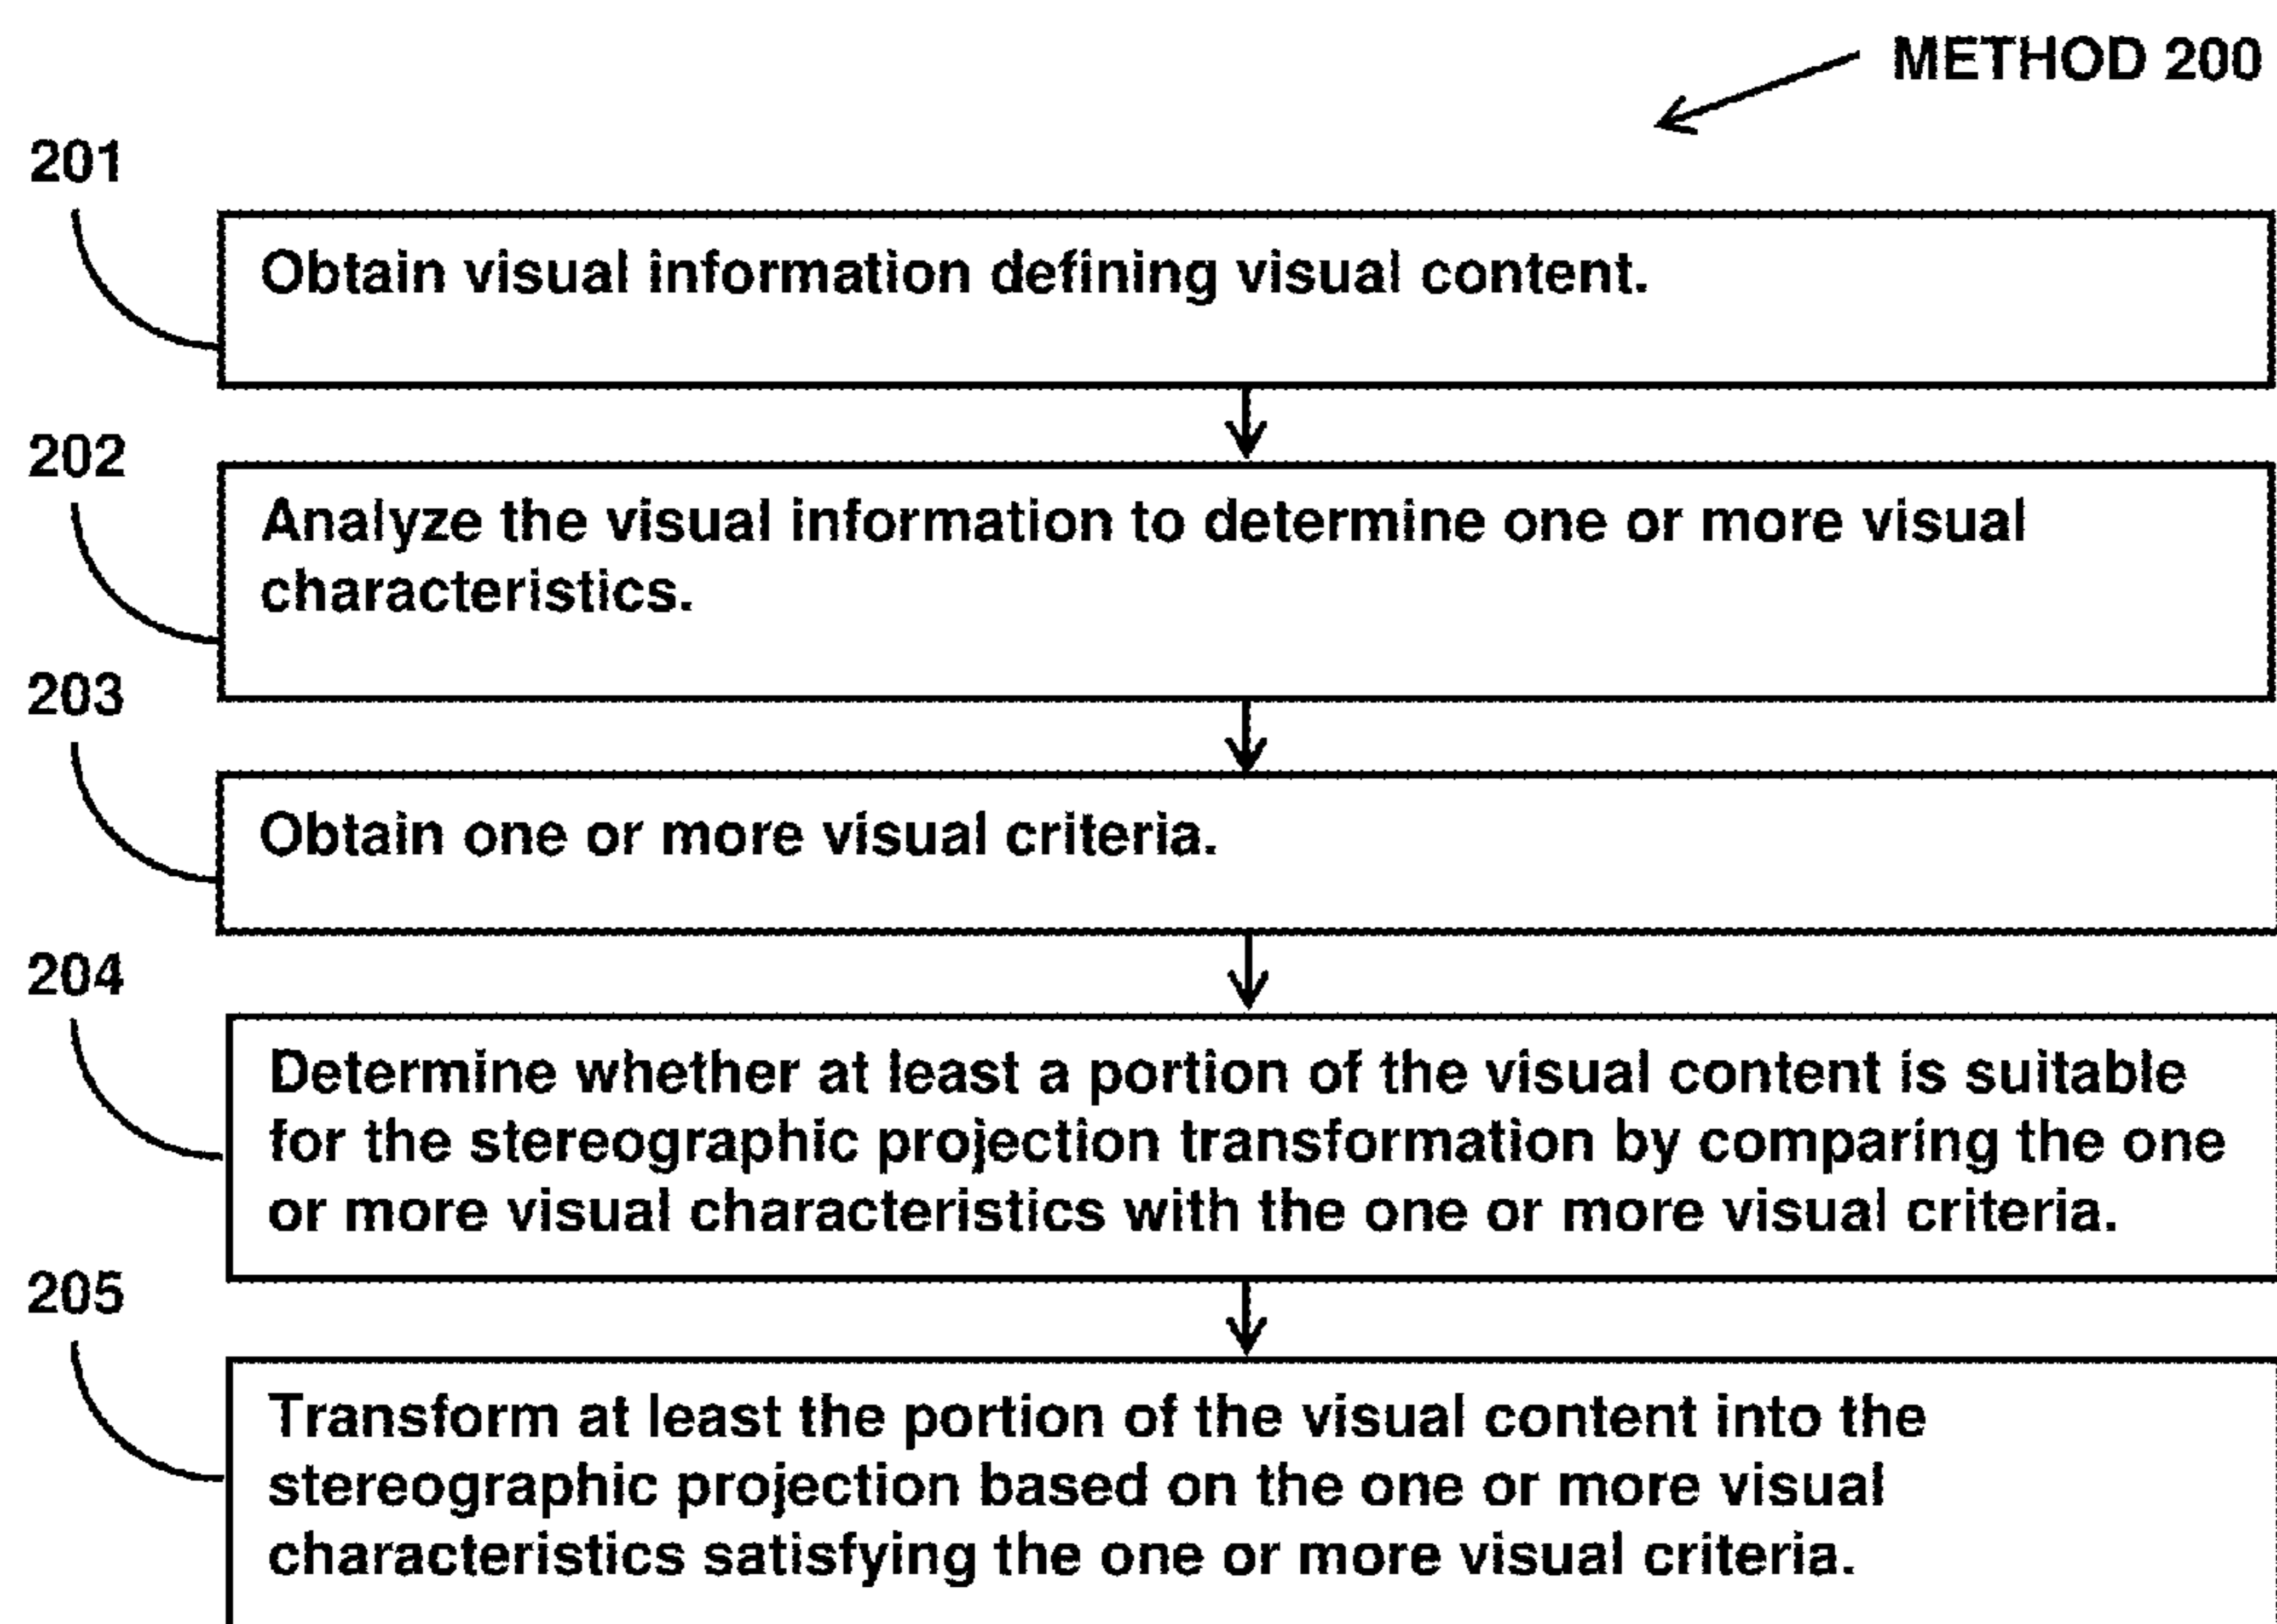 METHOD 200
201
Obtain visual information defining visual content.
202
Analyze the visual information to determine one or more visual
characteristics.
203
Obtain one or more visual criteria.
204
Determine whether at least a portion of the visual content is suitable
for the stereographic projection transformation by comparing the one
or more visual characteristics with the one or more visual criteria.
205
Transform at least the portion of the visual content into the
stereographic projection based on the one or more visual
characteristics satisfying the one or more visual criteria.